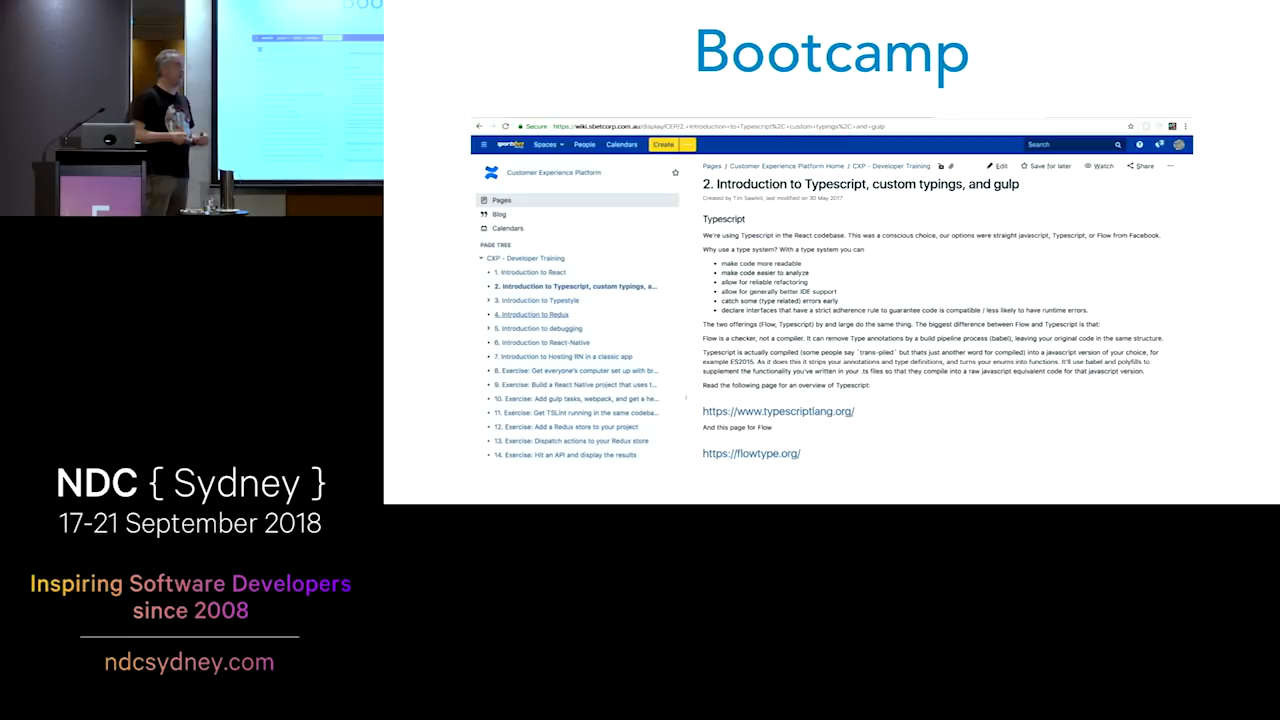 Bootcamp
Secure https://wiki.sbetcorp.com.au/display/CEP/2.+Introduction+to+Typescript%2C+custom+typings%2C+and+gulp
sportsbet Spaces People Calendars Create ... Search
Customer Experience Platform
Pages
Blog
Calendars
PAGE TREE
CXP - Developer Training
1. Introduction to React
2. Introduction to Typescript, custom typings, a...
3. Introduction to Typestyle
4. Introduction to Redux
5. Introduction to debugging
6. Introduction to React-Native
7. Introduction to Hosting RN in a classic app
8. Exercise: Get everyone's computer set up with br...
9. Exercise: Build a React Native project that uses t...
10. Exercise: Add gulp tasks, webpack, and get a he...
11. Exercise: Get TSLint running in the same codeba...
12. Exercise: Add a Redux store to your project
13. Exercise: Dispatch actions to your Redux store
14. Exercise: Hit an API and display the results
Pages / Customer Experience Platform Home / CXP - Developer Training Edit Save for later Watch Share ...
2. Introduction to Typescript, custom typings, and gulp
Created by Tim Sawtell, last modified on 30 May 2017
Typescript
We're using Typescript in the React codebase. This was a conscious choice, our options were straight javascript, Typescript, or Flow from Facebook.
Why use a type system? With a type system you can
make code more readable
make code easier to analyze
allow for reliable refactoring
allow for generally better IDE support
catch some (type related) errors early
declare interfaces that have a strict adherence rule to guarantee code is compatible / less likely to have runtime errors.
The two offerings (Flow, Typescript) by and large do the same thing. The biggest difference between Flow and Typescript is that:
Flow is a checker, not a compiler. It can remove Type annotations by a build pipeline process (babel), leaving your original code in the same structure.
Typescript is actually compiled (some people say `trans-piled` but thats just another word for compiled) into a javascript version of your choice, for
example ES2015. As it does this it strips your annotations and type definitions, and turns your enums into functions. It'll use babel and polyfills to
supplement the functionality you've written in your .ts files so that they compile into a raw javascript equivalent code for that javascript version.
Read the following page for an overview of Typescript:
https://www.typescriptlang.org/
And this page for Flow
https://flowtype.org/
NDC { Sydney }
17-21 September 2018
Inspiring Software Developers
since 2008
ndcsydney.com